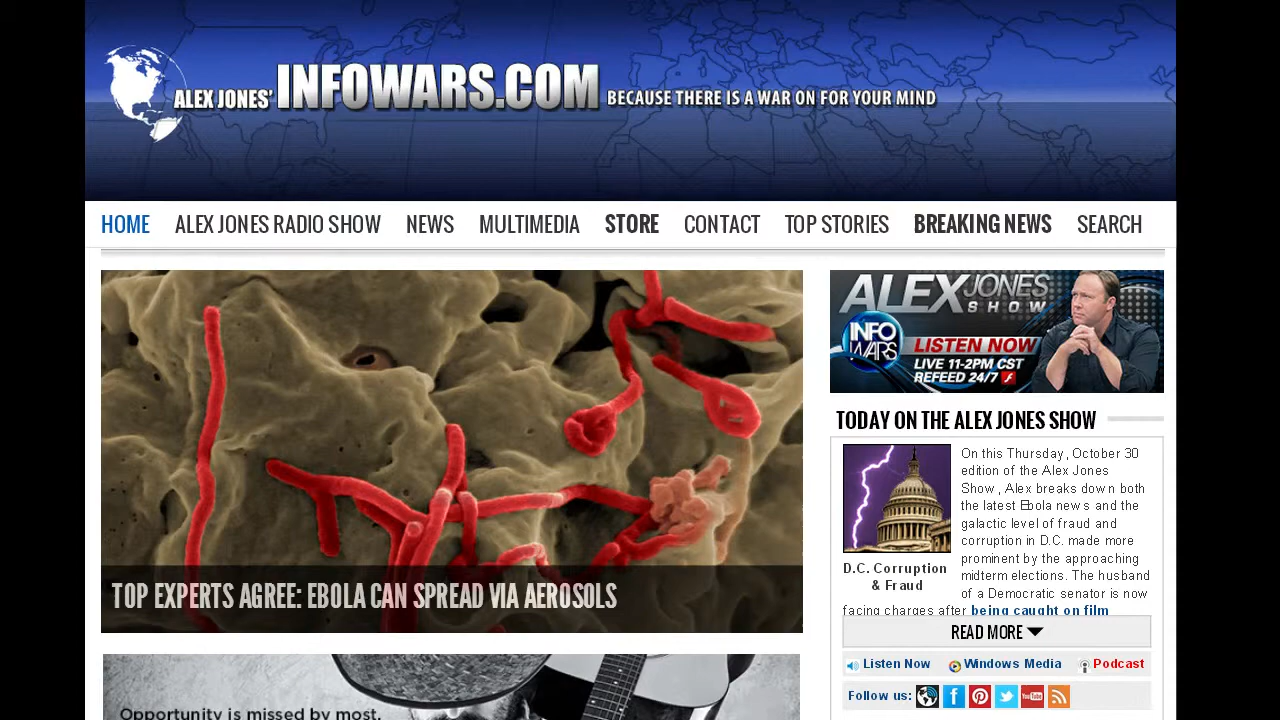 ALEX JONES' INFOWARS.COM BECAUSE THERE IS A WAR ON FOR YOUR MIND
HOME ALEX JONES RADIO SHOW NEWS MULTIMEDIA STORE CONTACT TOP STORIES BREAKING NEWS SEARCH
TOP EXPERTS AGREE: EBOLA CAN SPREAD VIA AEROSOLS
Opportunity is missed by most.
ALEX JONES
SHOW
INFO
WARS
LISTEN NOW
LIVE 11-2PM CST
REFEED 24/7
TODAY ON THE ALEX JONES SHOW
D.C. Corruption
& Fraud
On this Thursday, October 30
edition of the Alex Jones
Show, Alex breaks down both
the latest Ebola news and the
galactic level of fraud and
corruption in D.C. made more
prominent by the approaching
midterm elections. The husband
of a Democratic senator is now
facing charges after being caught on film
READ MORE
Listen Now Windows Media Podcast
Follow us: You Tube